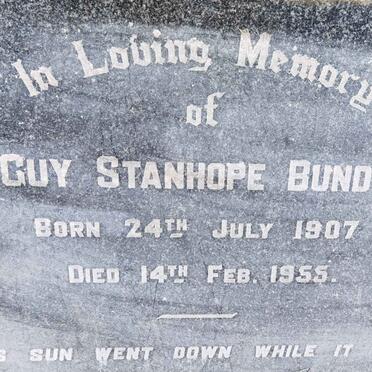 In Loving Memory
of
GUY STANHOPE BUND
BORN 24TH JULY 1907
DIED 14TH FEB. 1955.
SUN WENT DOWN WHILE IT